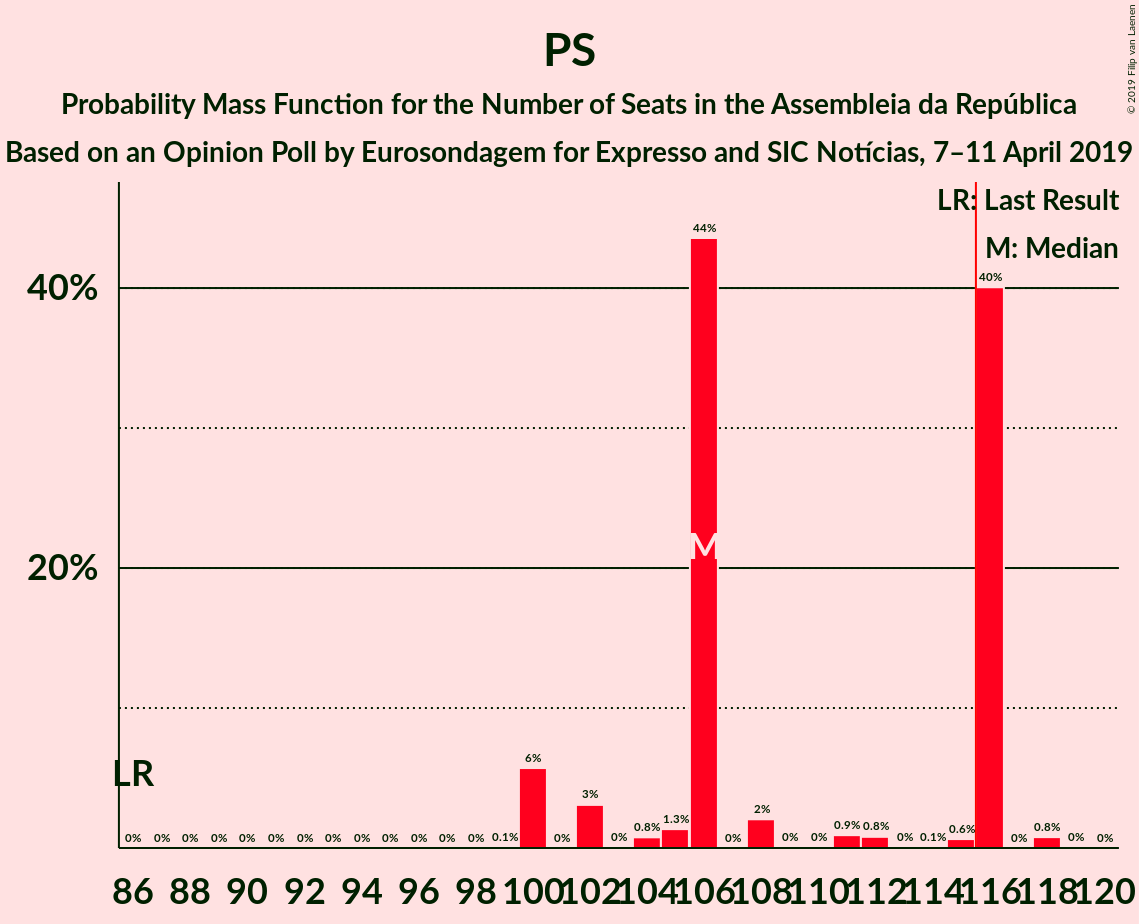 PS
Probability Mass Function for the Number of Seats in the Assembleia da República
Based on an Opinion Poll by Eurosondagem for Expresso and SIC Notícias, 7–11 April 2019
© 2019 Filip van Laenen
LR: Last Result
M: Median
40%
20%
44%
40%
M
LR
0% 0% 0% 0% 0% 0% 0% 0% 0% 0% 0% 0% 0% 0.1% 6% 0% 3% 0% 0.8% 1.3% 0% 2% 0% 0% 0.9% 0.8% 0% 0.1% 0.6% 0% 0.8% 0% 0%
86 88 90 92 94 96 98 100 102 104 106 108 110 112 114 116 118 120